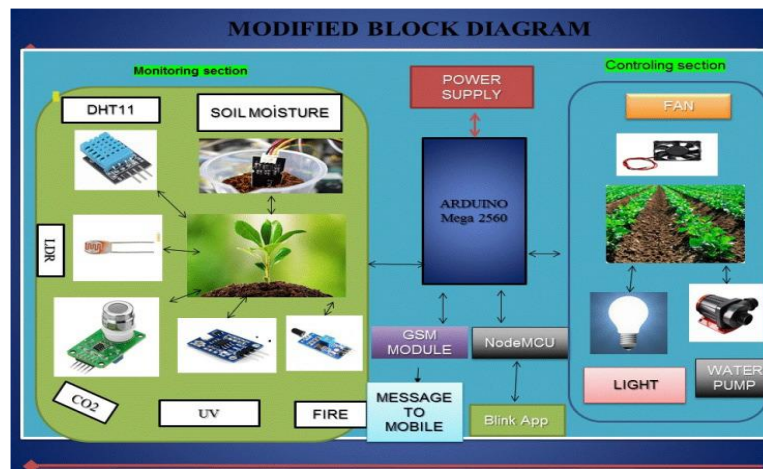 MODIFIED BLOCK DIAGRAM
Monitoring section
Controling section
DHT11
SOIL MOİSTURE
POWER
SUPPLY
FAN
LDR
ARDUINO
Mega 2560
GSM
MODULE
NodeMCU
CO2
UV
FIRE
MESSAGE
TO
MOBILE
Blink App
LIGHT
WATER
PUMP